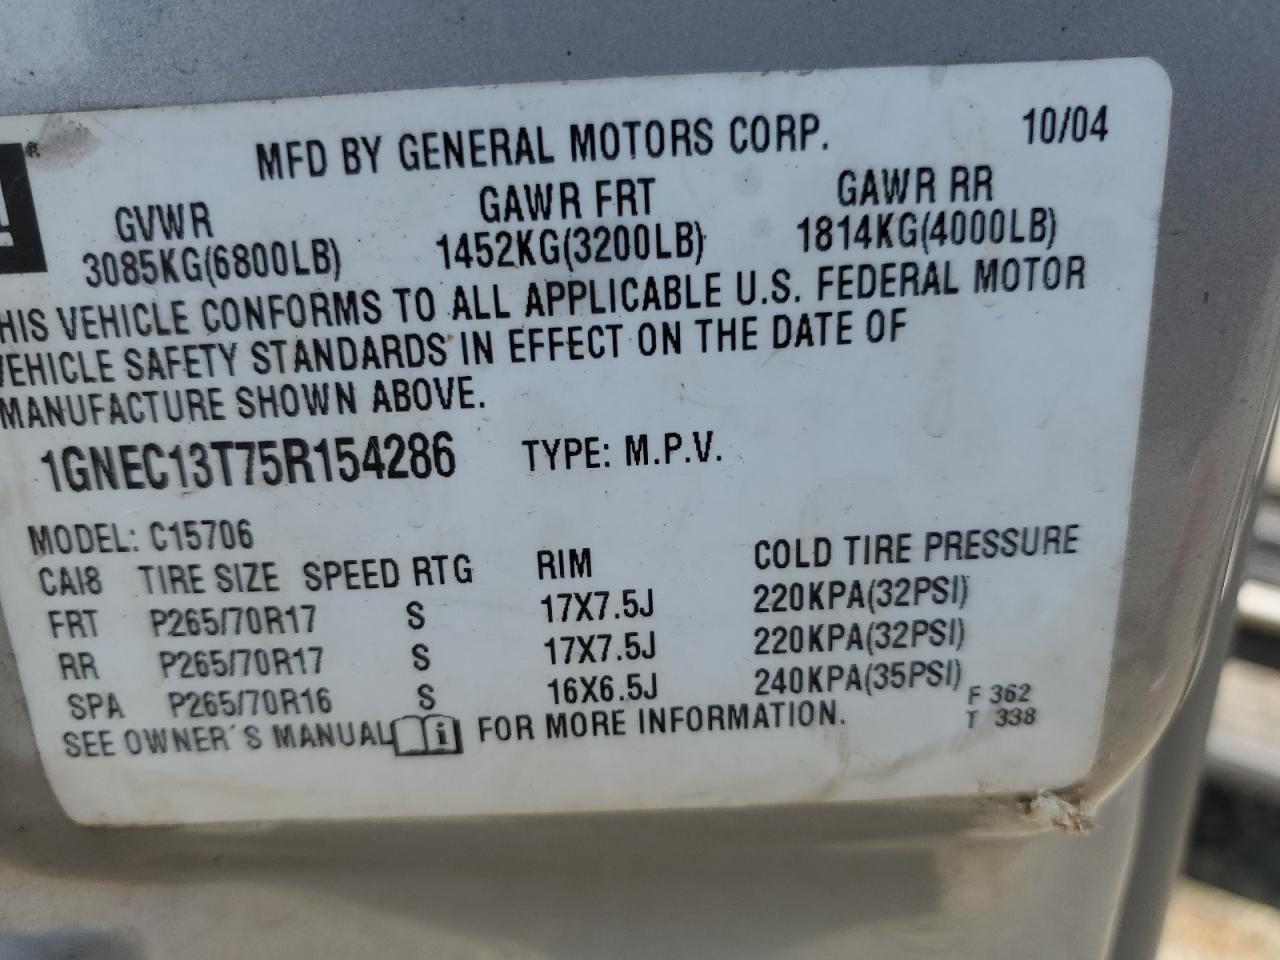 ®
MFD BY GENERAL MOTORS CORP. 10/04
GVWR GAWR FRT GAWR RR
3085KG(6800LB) 1452KG(3200LB) 1814KG(4000LB)
HIS VEHICLE CONFORMS TO ALL APPLICABLE U.S. FEDERAL MOTOR
VEHICLE SAFETY STANDARDS IN EFFECT ON THE DATE OF
MANUFACTURE SHOWN ABOVE.
1GNEC13T75R154286 TYPE: M.P.V.
MODEL: C15706
CAI8 TIRE SIZE SPEED RTG RIM COLD TIRE PRESSURE
FRT P265/70R17 S 17X7.5J 220KPA(32PSI)
RR P265/70R17 S 17X7.5J 220KPA(32PSI)
SPA P265/70R16 S 16X6.5J 240KPA(35PSI)
SEE OWNER'S MANUAL i FOR MORE INFORMATION.
F 362
T 338